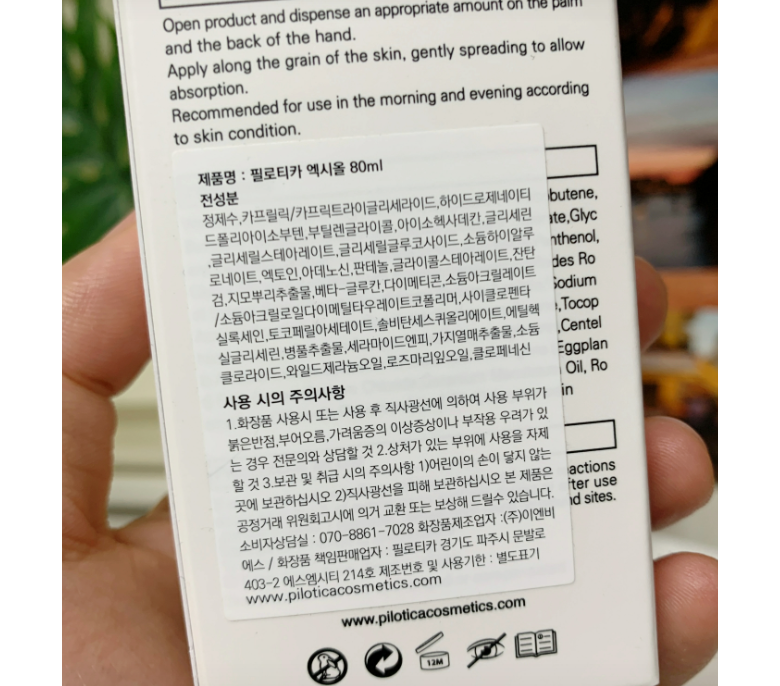 Open product and dispense an appropriate amount on the palm
and the back of the hand.
Apply along the grain of the skin, gently spreading to allow
absorption.
Recommended for use in the morning and evening according
to skin condition.
제품명 : 필로티카 엑시올 80ml
전성분
정제수,카프릴릭/카프릭트라이글리세라이드,하이드로제네이티
드폴리아이소부텐,부틸렌글라이콜,아이소헥사데칸,글리세린
,글리세릴스테아레이트,글리세릴글루코사이드,소듐하이알루
로네이트,엑토인,아데노신,판테놀,글라이콜스테아레이트,잔탄
검,지모뿌리추출물,베타-글루칸,다이메티콘,소듐아크릴레이트
/소듐아크릴로일다이메틸타우레이트코폴리머,사이클로펜타
실록세인,토코페릴아세테이트,솔비탄세스퀴올리에이트,에틸헥
실글리세린,병풀추출물,세라마이드엔피,가지열매추출물,소듐
클로라이드,와일드제라늄오일,로즈마리잎오일,클로페네신
butene,
ate,Glyc
nthenol,
des Ro
Sodium
,Tocop
,Centel
Eggplan
Oil, Ro
in
사용 시의 주의사항
1.화장품 사용시 또는 사용 후 직사광선에 의하여 사용 부위가
붉은반점,부어오름,가려움증의 이상증상이나 부작용 우려가 있
는 경우 전문의와 상담할 것 2.상처가 있는 부위에 사용을 자제
할 것 3.보관 및 취급 시의 주의사항 1)어린이의 손이 닿지 않는
곳에 보관하십시오 2)직사광선을 피해 보관하십시오 본 제품은
공정거래 위원회고시에 의거 교환 또는 보상해 드릴수 있습니다.
소비자상담실 : 070-8861-7028 화장품제조업자 :(주)이엔비
에스 / 화장품 책임판매업자 : 필로티카 경기도 파주시 문발로
403-2 에스엠시티 214호 제조번호 및 사용기한 : 별도표기
www.piloticacosmetics.com
actions
fter use
nd sites.
www.piloticacosmetics.com
12M